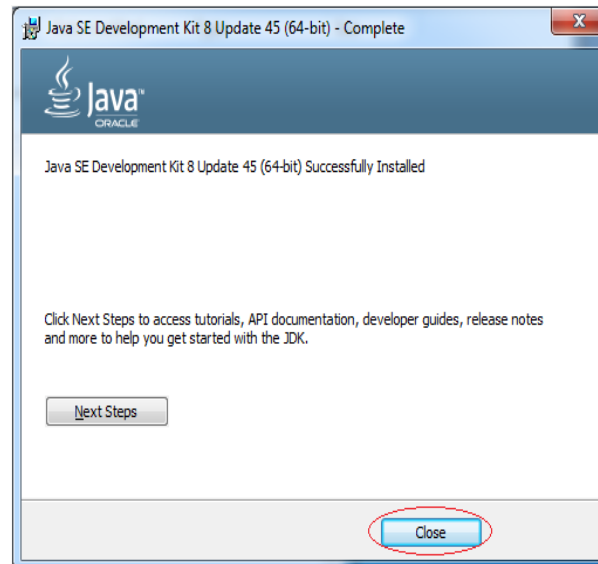 Java SE Development Kit 8 Update 45 (64-bit) - Complete
X
Java™
ORACLE
Java SE Development Kit 8 Update 45 (64-bit) Successfully Installed
Click Next Steps to access tutorials, API documentation, developer guides, release notes
and more to help you get started with the JDK.
Next Steps
Close